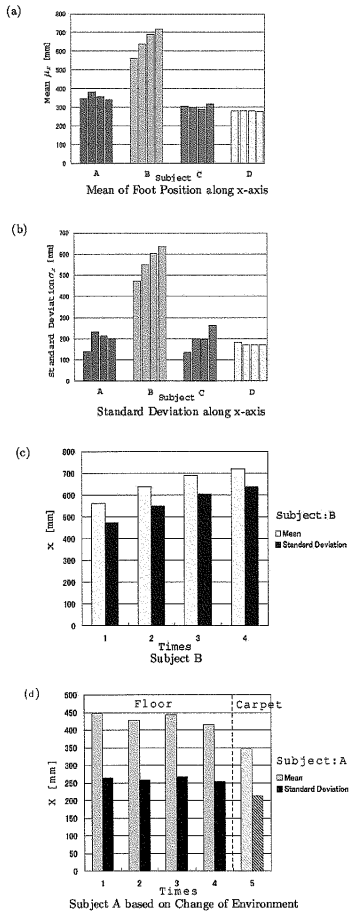 (a)
Mean μx [mm]
800
700
600
500
400
300
200
100
0
A B C D
Subject
Mean of Foot Position along x-axis
(b)
Standard Deviation σx [mm]
700
600
500
400
300
200
100
0
A B C D
Subject
Standard Deviation along x-axis
(c)
X [mm]
800
700
600
500
400
300
200
100
0
1 2 3 4
Times
Subject:B
Mean
Standard Deviation
Subject B
(d)
X [mm]
500
450
400
350
300
250
200
150
100
50
0
Floor Carpet
1 2 3 4 5
Times
Subject:A
Mean
Standard Deviation
Subject A based on Change of Environment